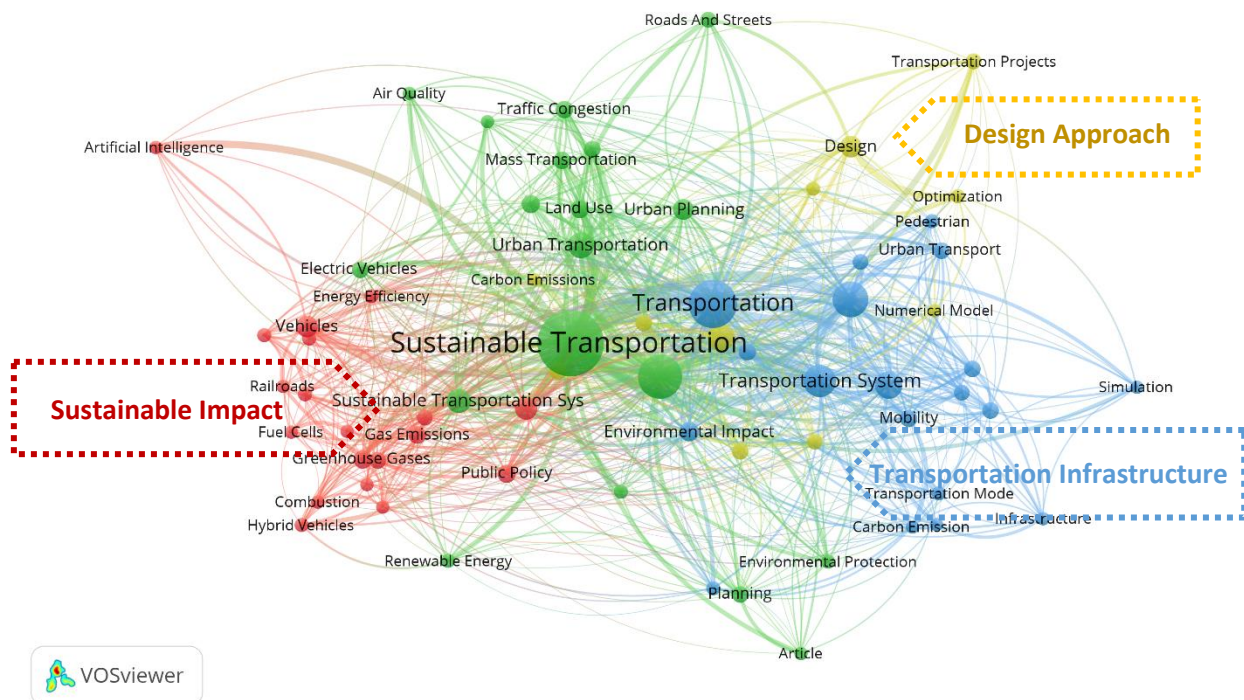 Roads And Streets
Transportation Projects
Air Quality
Traffic Congestion
Design Approach
Artificial Intelligence
Mass Transportation
Design
Optimization
Land Use
Urban Planning
Pedestrian
Urban Transportation
Urban Transport
Electric Vehicles
Carbon Emissions
Energy Efficiency
Transportation
Numerical Model
Vehicles
Sustainable Transportation
Railroads
Transportation System
Simulation
Sustainable Impact
Sustainable Transportation Sys
Mobility
Fuel Cells
Gas Emissions
Environmental Impact
Greenhouse Gases
Public Policy
Transportation Infrastructure
Combustion
Transportation Mode
Hybrid Vehicles
Carbon Emission
Infrastructure
Renewable Energy
Environmental Protection
Planning
Article
VOSviewer